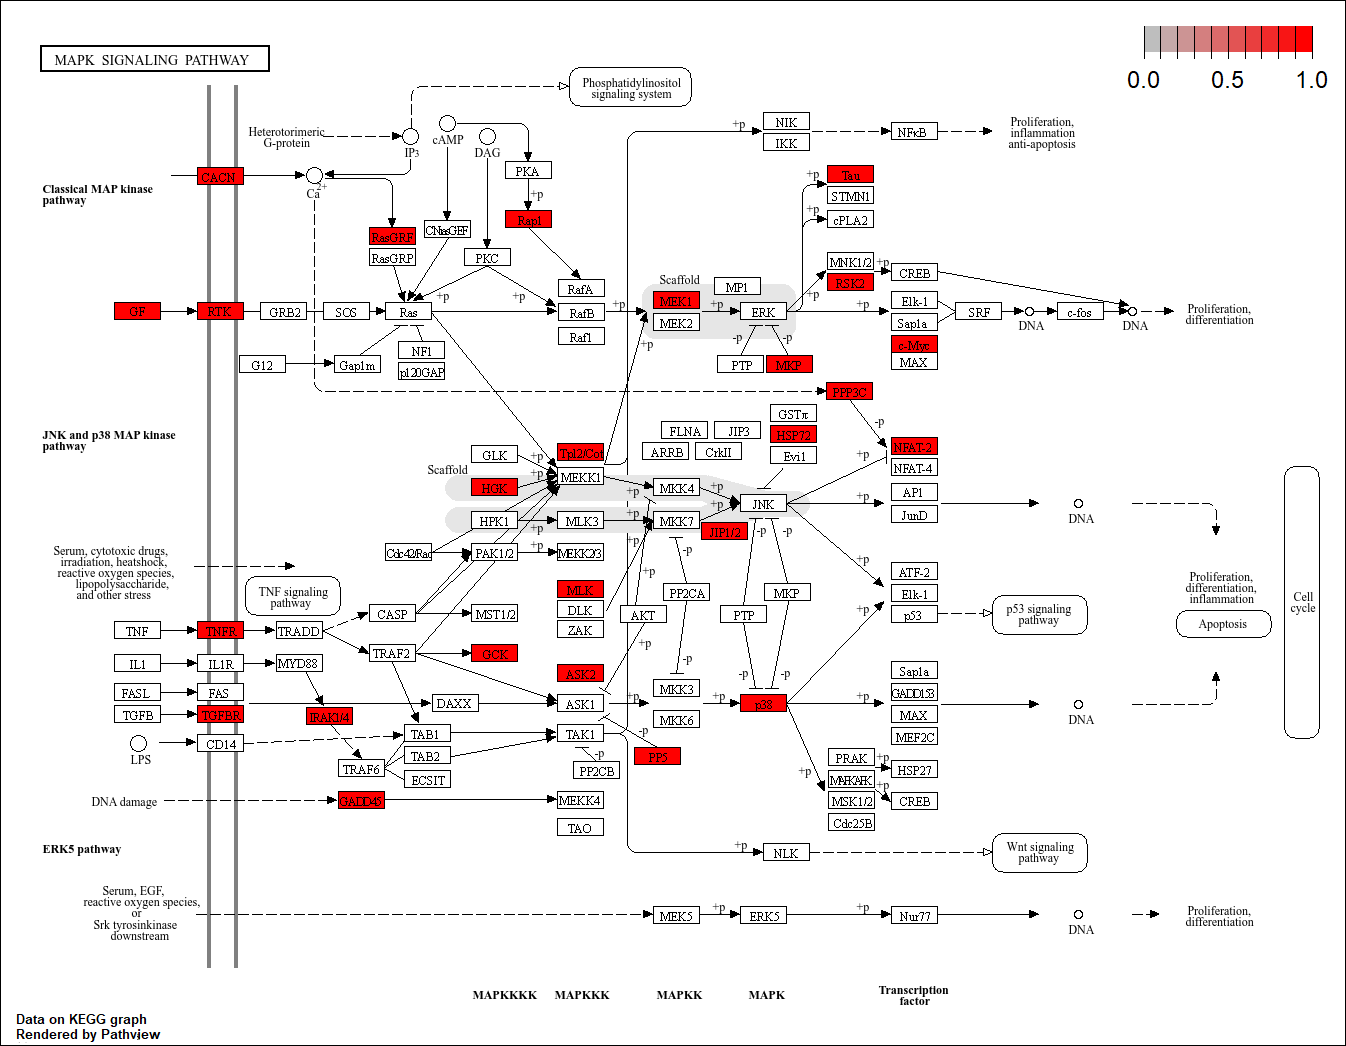 MAPK SIGNALING PATHWAY
0.0 0.5 1.0
Phosphatidylinositol
signaling system
Heterotorimeric
G-protein
IP3
cAMP
DAG
PKA
+p
+p
NIK
IKK
NFκB
Proliferation,
inflammation
anti-apoptosis
Classical MAP kinase
pathway
CACN
Ca2+
RasGRF
RasGRP
CNasGEF
PKC
Rap1
Tau
STMN1
cPLA2
+p
+p
RafA
RafB
Raf1
Scaffold
MEK1
MEK2
MP1
ERK
MNK1/2
RSK2
+p
+p
CREB
GF
RTK
GRB2
SOS
Ras
+p
+p
+p
+p
+p
+p
Elk-1
Sap1a
SRF
DNA
c-fos
DNA
Proliferation,
differentiation
c-Myc
MAX
G12
Gap1m
NF1
p120GAP
-p
-p
PTP
MKP
PPP3C
-p
JNK and p38 MAP kinase
pathway
Scaffold
GLK
HGK
HPK1
+p
+p
+p
+p
Tpl2/Cot
MEKK1
MLK3
MEKK2/3
FLNA
JIP3
ARRB
CrkII
GSTπ
HSP72
Evi1
NFAT-2
NFAT-4
AP1
JunD
+p
+p
DNA
MKK4
MKK7
+p
+p
+p
+p
JNK
JIP1/2
Cdc42/Rac
PAK1/2
Serum, cytotoxic drugs,
irradiation, heatshock,
reactive oxygen species,
lipopolysaccharide,
and other stress
TNF signaling
pathway
CASP
MST1/2
MLK
DLK
ZAK
AKT
+p
+p
PP2CA
-p
-p
PTP
MKP
-p
-p
-p
-p
+p
+p
ATF-2
Elk-1
p53
p53 signaling
pathway
Proliferation,
differentiation,
inflammation
Apoptosis
Cell
cycle
TNF
TNFR
TRADD
TRAF2
GCK
IL1
IL1R
MYD88
ASK2
FASL
FAS
DAXX
ASK1
+p
MKK3
MKK6
+p
p38
+p
Sap1a
GADD153
MAX
MEF2C
DNA
TGFB
TGFBR
IRAK1/4
TAB1
TAK1
-p
PP5
LPS
CD14
TRAF6
TAB2
ECSIT
-p
PP2CB
+p
PRAK
MAPKAPK
MSK1/2
Cdc25B
+p
+p
HSP27
CREB
DNA damage
GADD45
MEKK4
TAO
ERK5 pathway
+p
NLK
Wnt signaling
pathway
Serum, EGF,
reactive oxygen species,
or
Srk tyrosinkinase
downstream
MEK5
+p
ERK5
+p
Nur77
DNA
Proliferation,
differentiation
MAPKKKK
MAPKKK
MAPKK
MAPK
Transcription
factor
Data on KEGG graph
Rendered by Pathview